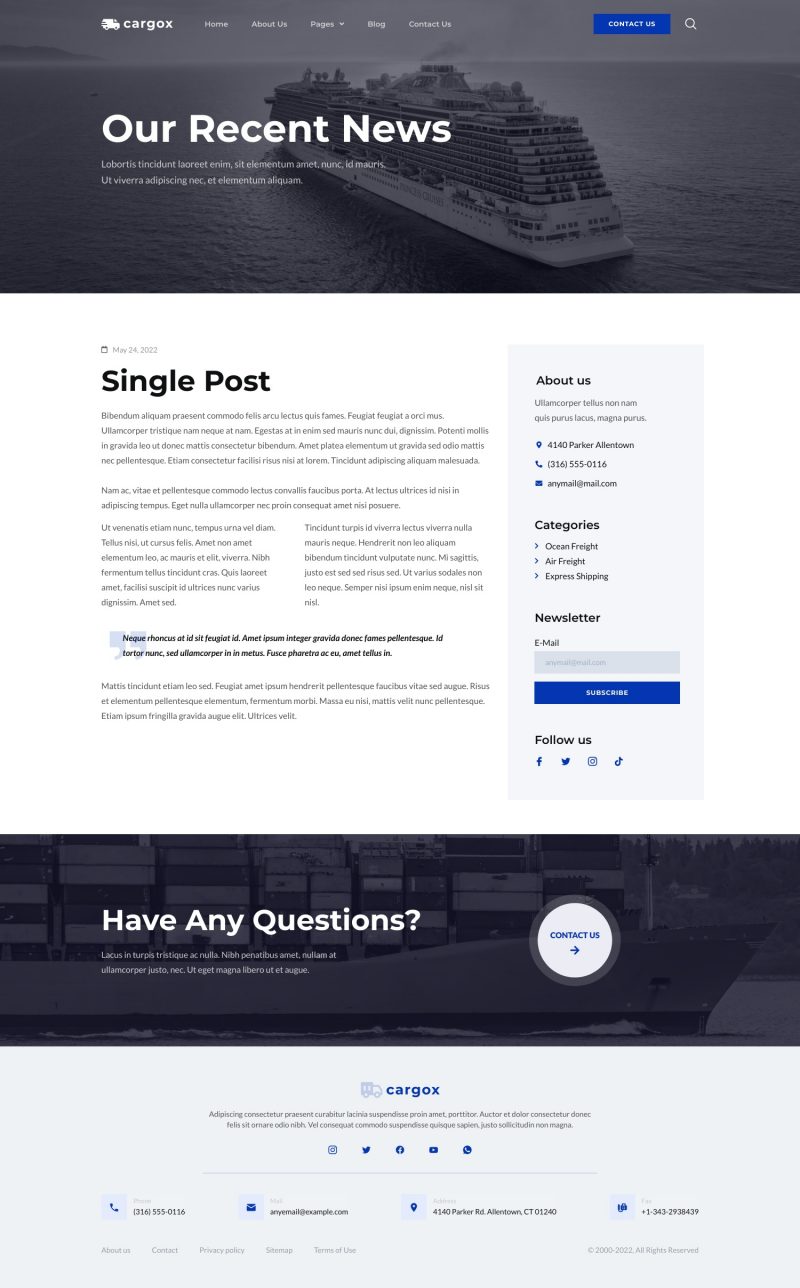 cargox
Home
About Us
Pages
Blog
Contact Us
CONTACT US
Our Recent News
Lobortis tincidunt laoreet enim, sit elementum amet, nunc, id mauris.
Ut viverra adipiscing nec, et elementum aliquam.
PRINCESS CRUISES
May 24, 2022
Single Post
Bibendum aliquam praesent commodo felis arcu lectus quis fames. Feugiat feugiat a orci mus.
Ullamcorper tristique nam neque at nam. Egestas at in enim sed mauris nunc dui, dignissim. Potenti mollis
in gravida leo ut donec mattis consectetur bibendum. Amet platea elementum ut gravida sed odio mattis
nec pellentesque. Etiam consectetur facilisi risus nisi at lorem. Tincidunt adipiscing aliquam malesuada.
Nam ac, vitae et pellentesque commodo lectus convallis faucibus porta. At lectus ultrices id nisi in
adipiscing tempus. Eget nulla ullamcorper nec proin consequat amet nisi posuere.
Ut venenatis etiam nunc, tempus urna vel diam.
Tellus nisi, ut cursus felis. Amet non amet
elementum leo, ac mauris et elit, viverra. Nibh
fermentum tellus tincidunt cras. Quis laoreet
amet, facilisi suscipit id ultrices nunc varius
dignissim. Amet sed.
Tincidunt turpis id viverra lectus viverra nulla
mauris neque. Hendrerit non leo aliquam
bibendum tincidunt vulputate nunc. Mi sagittis,
justo est sed sed risus sed. Ut varius sodales non
leo neque. Semper nisi ipsum enim neque, nisl sit
nisl.
Neque rhoncus at id sit feugiat id. Amet ipsum integer gravida donec fames pellentesque. Id
tortor nunc, sed ullamcorper in in metus. Fusce pharetra ac eu, amet tellus in.
Mattis tincidunt etiam leo sed. Feugiat amet ipsum hendrerit pellentesque faucibus vitae sed augue. Risus
et elementum pellentesque elementum, fermentum morbi. Massa eu nisi, mattis velit nunc pellentesque.
Etiam ipsum fringilla gravida augue elit. Ultrices velit.
About us
Ullamcorper tellus non nam
quis purus lacus, magna purus.
4140 Parker Allentown
(316) 555-0116
anymail@mail.com
Categories
Ocean Freight
Air Freight
Express Shipping
Newsletter
E-Mail
anymail@mail.com
SUBSCRIBE
Follow us
Have Any Questions?
Lacus in turpis tristique ac nulla. Nibh penatibus amet, nullam at
ullamcorper justo, nec. Ut eget magna libero ut et augue.
CONTACT US
cargox
Adipiscing consectetur praesent curabitur lacinia suspendisse proin amet, porttitor. Auctor et dolor consectetur donec
felis sit ornare odio nibh. Vel consequat commodo suspendisse quisque sapien, justo sollicitudin non magna.
Phone
(316) 555-0116
Mail
anyemail@example.com
Address
4140 Parker Rd. Allentown, CT 01240
Fax
+1-343-2938439
About us
Contact
Privacy policy
Sitemap
Terms of Use
© 2000-2022, All Rights Reserved